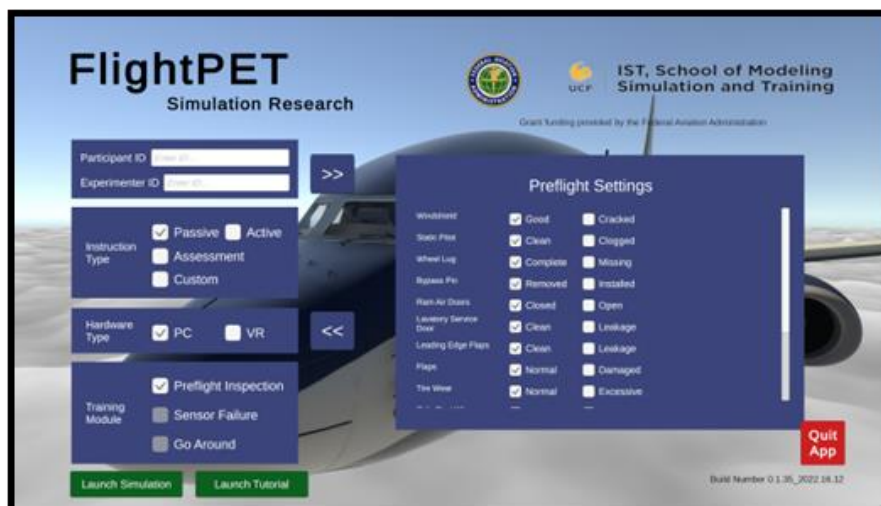 FlightPET
Simulation Research
UCF
IST, School of Modeling
Simulation and Training
Grant funding provided by the Federal Aviation Administration
Participant ID Enter ID...
Experimenter ID Enter ID...
>>
Instruction
Type
Passive Active
Assessment
Custom
Hardware
Type
PC VR
<<
Training
Module
Preflight Inspection
Sensor Failure
Go Around
Launch Simulation Launch Tutorial
Preflight Settings
Windshield Good Cracked
Static Pitot Clean Clogged
Wheel Lug Complete Missing
Bypass Pin Removed Installed
Ram Air Doors Closed Open
Lavatory Service
Door Clean Leakage
Leading Edge Flaps Clean Leakage
Flaps Normal Damaged
Tire Wear Normal Excessive
Quit
App
Build Number 0.1.35_2022.16.12